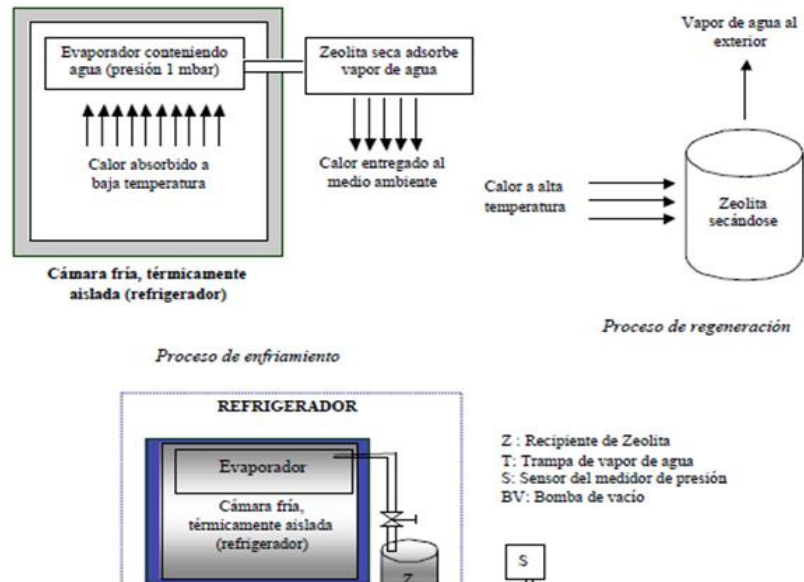 Evaporador conteniendo
agua (presión 1 mbar)
Zeolita seca adsorbe
vapor de agua
Vapor de agua al
exterior
Calor absorbido a
baja temperatura
Calor entregado al
medio ambiente
Calor a alta
temperatura
Zeolita
secándose
Cámara fría, térmicamente
aislada (refrigerador)
Proceso de regeneración
Proceso de enfriamiento
REFRIGERADOR
Evaporador
Cámara fría,
térmicamente aislada
(refrigerador)
Z
Z : Recipiente de Zeolita
T: Trampa de vapor de agua
S: Sensor del medidor de presión
BV: Bomba de vacío
S